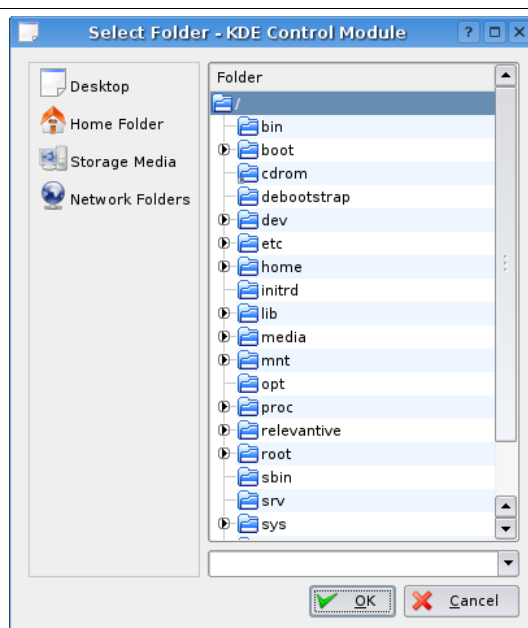 Select Folder - KDE Control Module
Desktop
Home Folder
Storage Media
Network Folders
Folder
/
bin
boot
cdrom
debootstrap
dev
etc
home
initrd
lib
media
mnt
opt
proc
relevantive
root
sbin
srv
sys
OK
Cancel